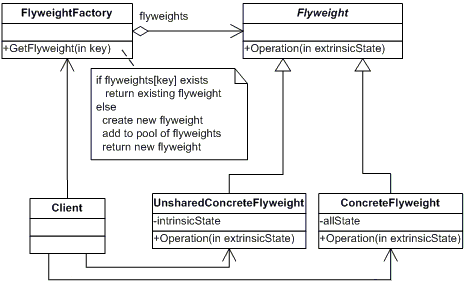 FlyweightFactory
flyweights
Flyweight
+GetFlyweight(in key)
+Operation(in extrinsicState)
if flyweights[key] exists
return existing flyweight
else
create new flyweight
add to pool of flyweights
return new flyweight
Client
UnsharedConcreteFlyweight
-intrinsicState
+Operation(in extrinsicState)
ConcreteFlyweight
-allState
+Operation(in extrinsicState)